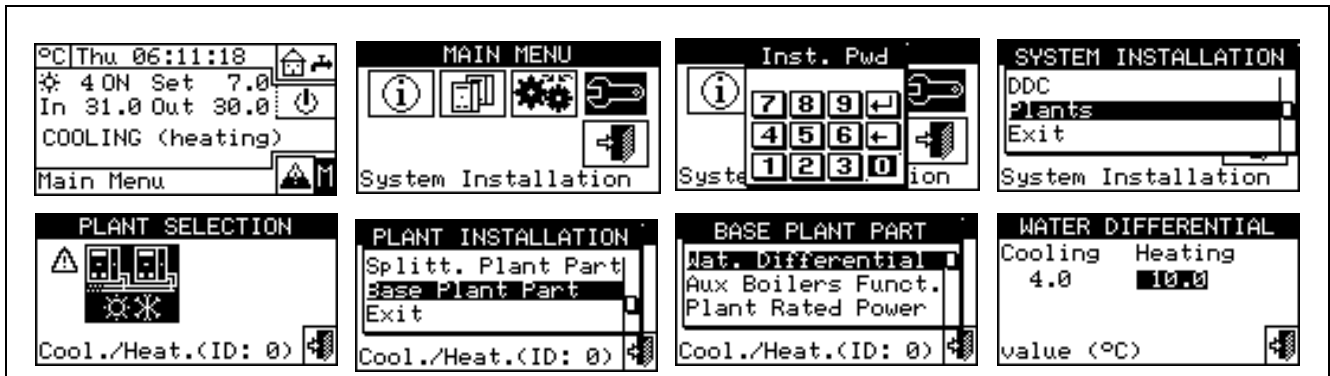 °C Thu 06:11:18
4 ON Set 7.0
In 31.0 Out 30.0
COOLING (heating)
Main Menu
M
MAIN MENU
i
System Installation
Inst. Pwd
i
7 8 9
4 5 6
1 2 3 0
Syste ion
SYSTEM INSTALLATION
DDC
Plants
Exit
System Installation
PLANT SELECTION
Cool./Heat.(ID: 0)
PLANT INSTALLATION
Splitt. Plant Part
Base Plant Part
Exit
Cool./Heat.(ID: 0)
BASE PLANT PART
Wat. Differential
Aux Boilers Funct.
Plant Rated Power
Cool./Heat.(ID: 0)
WATER DIFFERENTIAL
Cooling Heating
4.0 10.0
value (°C)